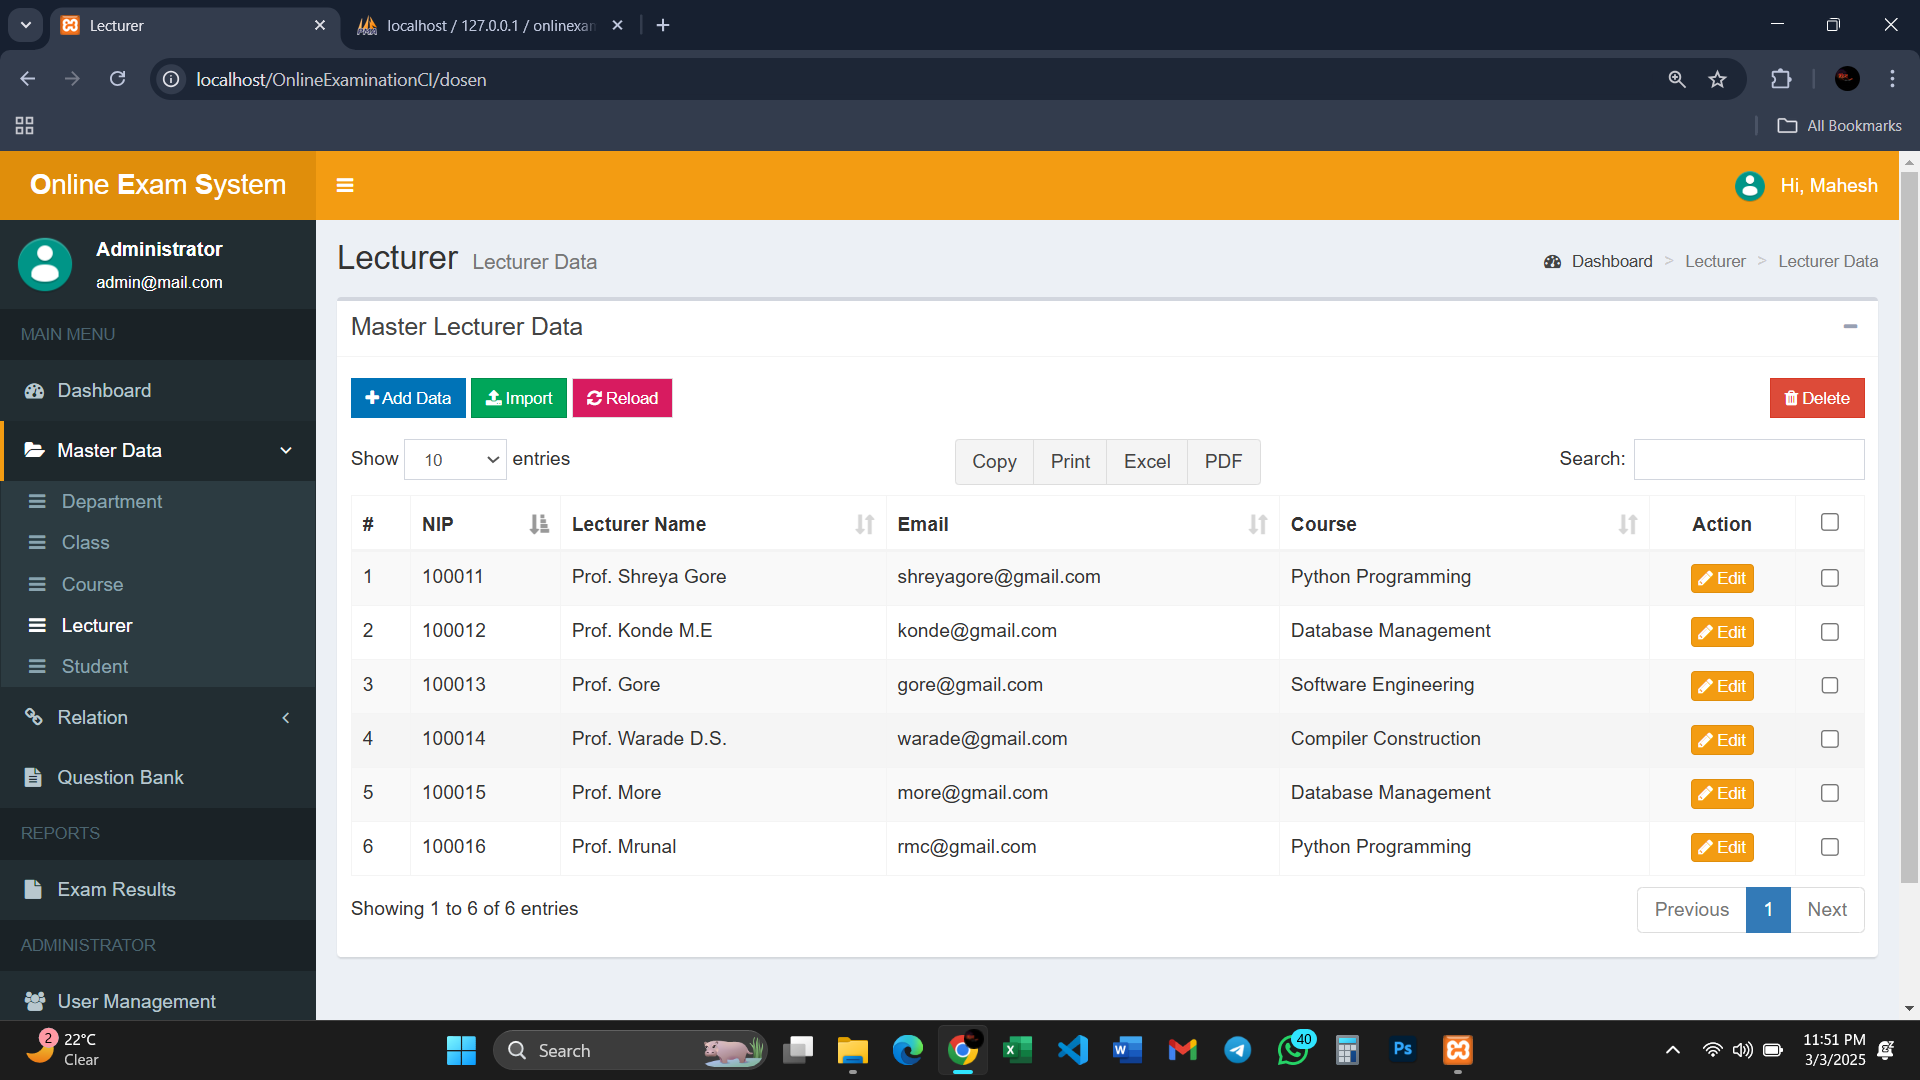 Lecturer
localhost / 127.0.0.1 / onlinexan
localhost/OnlineExaminationCI/dosen
All Bookmarks
Online Exam System
Hi, Mahesh
Administrator
admin@mail.com
Lecturer Lecturer Data
Dashboard > Lecturer > Lecturer Data
MAIN MENU
Dashboard
Master Data
Department
Class
Course
Lecturer
Student
Relation
Question Bank
REPORTS
Exam Results
ADMINISTRATOR
User Management
Master Lecturer Data
Add Data Import Reload Delete
Show 10 entries Copy Print Excel PDF Search:
# NIP Lecturer Name Email Course Action
1 100011 Prof. Shreya Gore shreyagore@gmail.com Python Programming Edit
2 100012 Prof. Konde M.E konde@gmail.com Database Management Edit
3 100013 Prof. Gore gore@gmail.com Software Engineering Edit
4 100014 Prof. Warade D.S. warade@gmail.com Compiler Construction Edit
5 100015 Prof. More more@gmail.com Database Management Edit
6 100016 Prof. Mrunal rmc@gmail.com Python Programming Edit
Showing 1 to 6 of 6 entries Previous 1 Next
2
22°C
Clear
Search
W
Ps
40
11:51 PM
3/3/2025